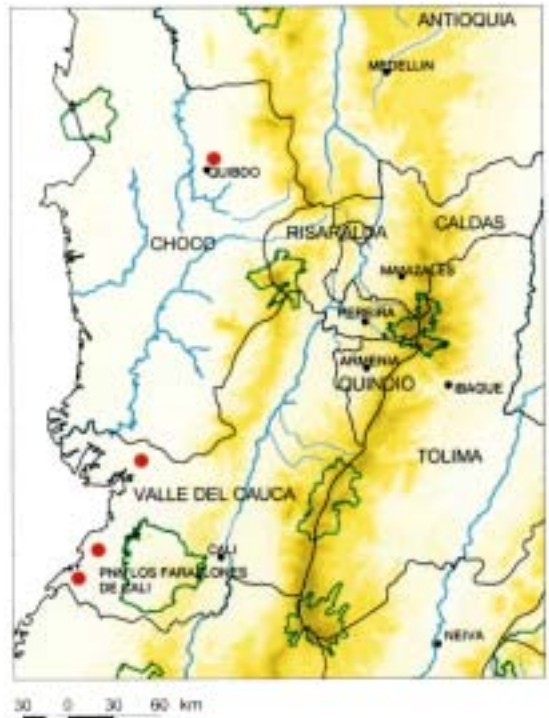 ANTIOQUIA
MEDELLIN
QUIBDO
CHOCO
RISARALDA
CALDAS
MANIZALES
PEREIRA
ARMENIA
QUINDIO
IBAGUE
TOLIMA
VALLE DEL CAUCA
CALI
PNN LOS FARALLONES
DE CALI
NEIVA
30 0 30 60 km